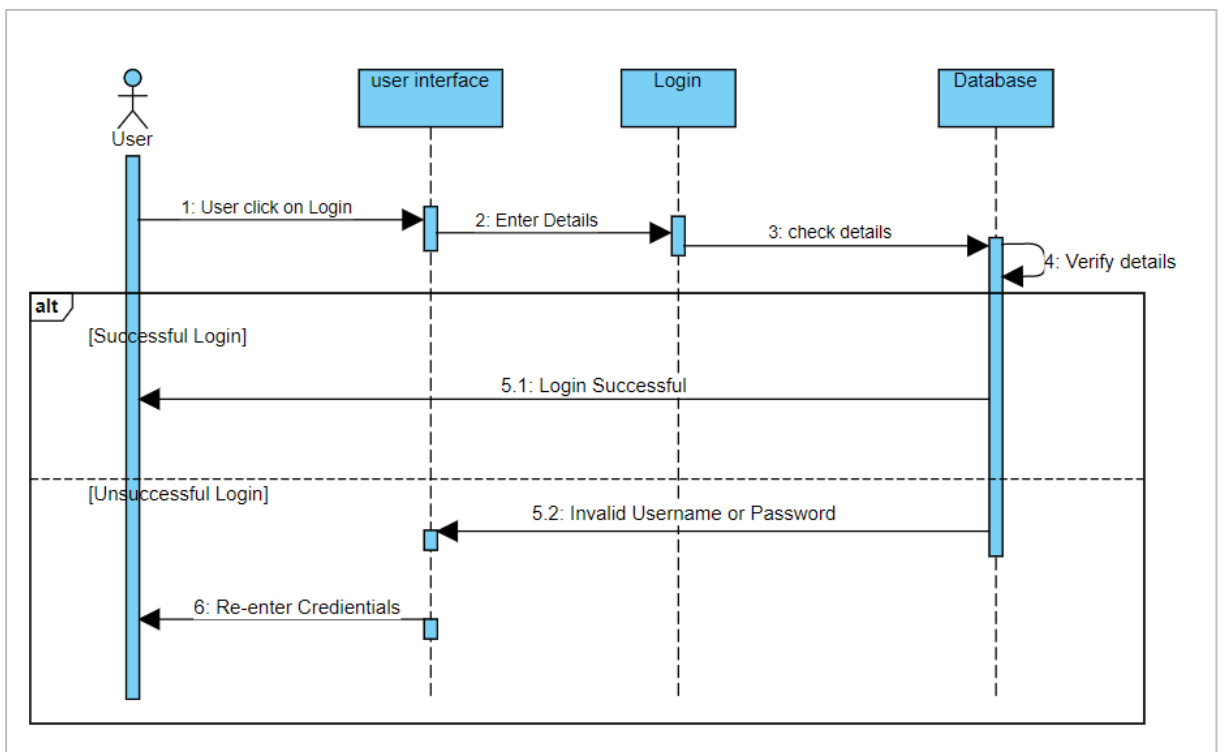 user interface
Login
Database
User
1: User click on Login
2: Enter Details
3: check details
4: Verify details
alt
[Successful Login]
5.1: Login Successful
[Unsuccessful Login]
5.2: Invalid Username or Password
6: Re-enter Credientials